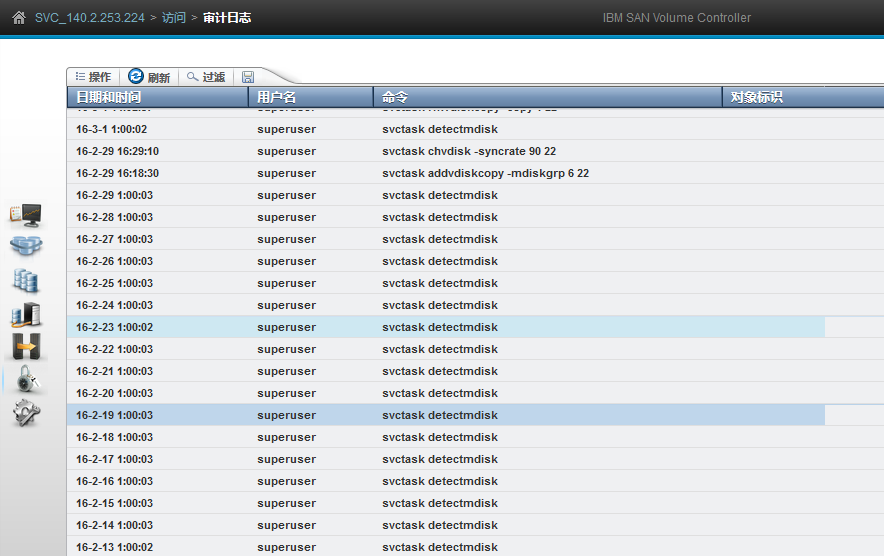 SVC_140.2.253.224 > 访问 > 审计日志 IBM SAN Volume Controller
操作 刷新 过滤
日期和时间 用户名 命令 对象标识
16-3-1 1:00:02 superuser svctask detectmdisk
16-2-29 16:29:10 superuser svctask chvdisk -syncrate 90 22
16-2-29 16:18:30 superuser svctask addvdiskcopy -mdiskgrp 6 22
16-2-29 1:00:03 superuser svctask detectmdisk
16-2-28 1:00:03 superuser svctask detectmdisk
16-2-27 1:00:03 superuser svctask detectmdisk
16-2-26 1:00:03 superuser svctask detectmdisk
16-2-25 1:00:03 superuser svctask detectmdisk
16-2-24 1:00:03 superuser svctask detectmdisk
16-2-23 1:00:02 superuser svctask detectmdisk
16-2-22 1:00:03 superuser svctask detectmdisk
16-2-21 1:00:03 superuser svctask detectmdisk
16-2-20 1:00:03 superuser svctask detectmdisk
16-2-19 1:00:03 superuser svctask detectmdisk
16-2-18 1:00:03 superuser svctask detectmdisk
16-2-17 1:00:03 superuser svctask detectmdisk
16-2-16 1:00:03 superuser svctask detectmdisk
16-2-15 1:00:03 superuser svctask detectmdisk
16-2-14 1:00:03 superuser svctask detectmdisk
16-2-13 1:00:02 superuser svctask detectmdisk